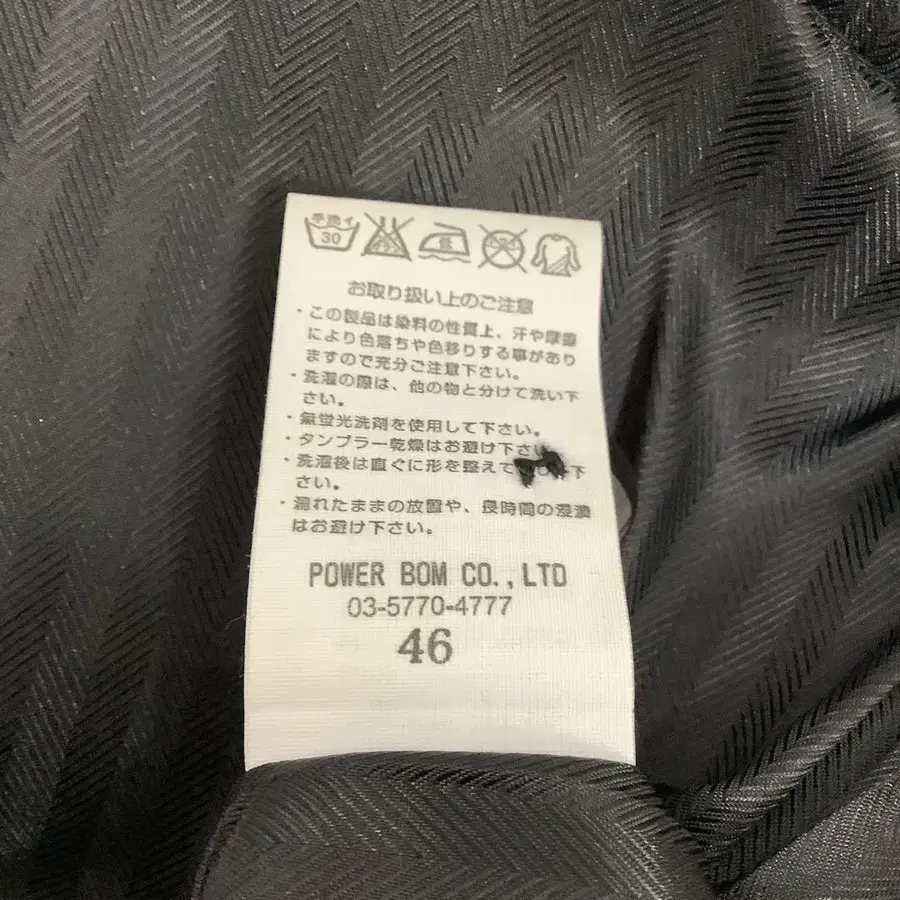 手洗イ
30
低
お取り扱い上のご注意
・この製品は染料の性質上、汗や摩擦
により色落ちや色移りする事があり
ますので充分ご注意下さい。
・洗濯の際は、他の物と分けて洗い下
さい。
・無蛍光洗剤を使用して下さい。
・タンブラー乾燥はお避け下さい。
・洗濯後は直ぐに形を整えて 下
さい。
・濡れたままの放置や、長時間の浸漬
はお避け下さい。
POWER BOM CO.,LTD
03-5770-4777
46